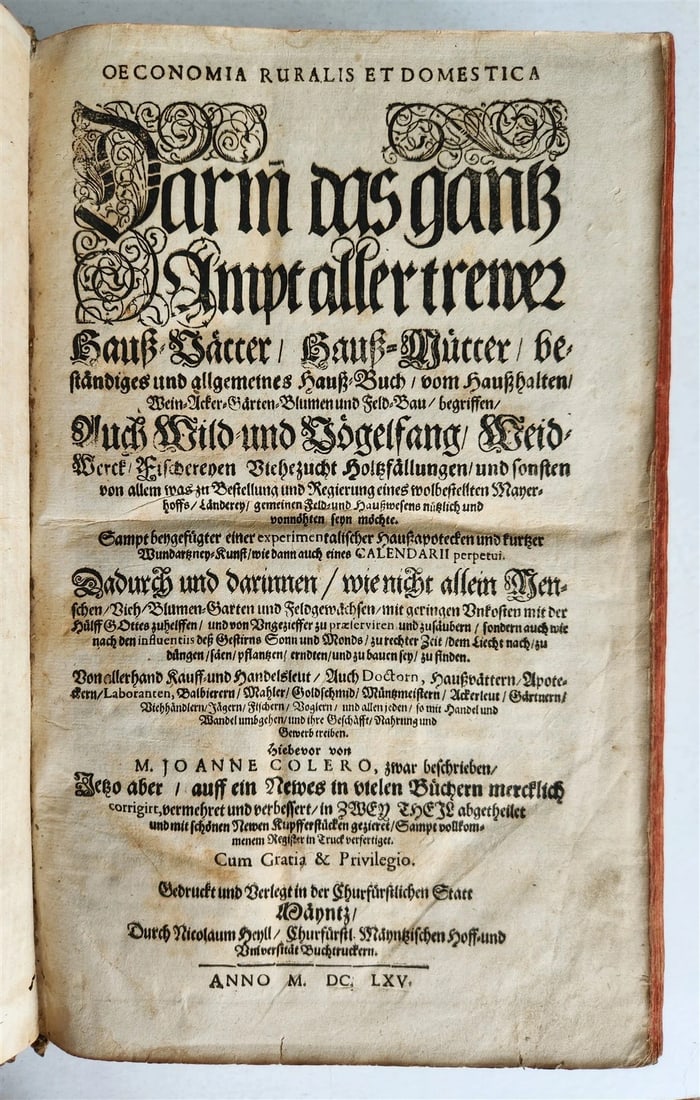 OECONOMIA RURALIS ET DOMESTICA
Darin̄ das gantz
Ampt aller trewer
Hauß-Vätter / Hauß-Mütter / be-
ständiges und allgemeines Hauß-Buch / vom Haußhalten /
Wein-Acker-Gärten-Blumen und Feld-Bau / begriffen /
Auch Wild-und Vögelfang / Weid-
Werck / Fischereyen Viehezucht Holtzfällungen / und sonsten
von allem was zu Bestellung und Regierung eines wolbestellten Mayer-
hoffs / Länderey / gemeinen Feld-und Haußwesens nützlich und
vonnöhten seyn möchte.
Sampt beygefügter einer experimentalischer Haußapotecken und kurtzer
Wundartzney-Kunst / wie dann auch eines CALENDARII perpetui.
Dadurch und darinnen / wie nicht allein Men-
schen / Vieh / Blumen-Garten und Feldgewächsen / mit geringen Vnkosten mit der
Hülff GOttes zuhelffen / und von Vngezieffer zu præserviren und zusäubern / sondern auch wie
nach den influentiis deß Gestirns Sonn und Monds / zu rechter Zeit / dem Liecht nach / zu
düngen / säen / pflantzen / erndten / und zu bauen sey / zu finden.
Von allerhand Kauff-und Handelsleut / Auch Doctorn, Haußvättern / Apote-
ckern / Laboranten, Balbierern / Mahler / Goldschmid / Müntzmeistern / Ackerleut / Gärtnern /
Viehhändlern / Jägern / Fischern / Voglern / und allen jeden / so mit Handel und
Wandel umbgehen / und ihre Geschäfft / Nahrung und
Gewerb treiben.
Hiebevor von
M. JOANNE COLERO, zwar beschrieben /
Jetzo aber / auff ein Newes in vielen Büchern mercklich
corrigirt, vermehret und verbessert / in ZWEY THEIL abgetheilet
und mit schönen Newen Kupfferstücken gezieret / Sampt vollkom-
menem Register in Truck verfertiget.
Cum Gratia & Privilegio.
Gedruckt und Verlegt in der Churfürstlichen Statt
Mäyntz /
Durch Nicolaum Heyll / Churfürstl. Mäyntzischen Hoff-und
Vniversität Buchtruckern.
ANNO M. DC. LXV.